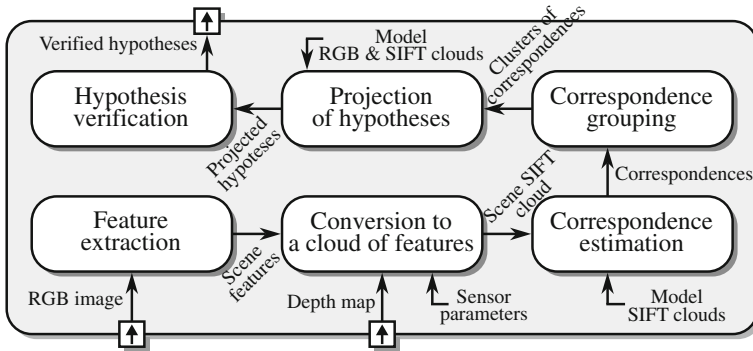 Verified hypotheses
Model
RGB & SIFT clouds
Clusters of
correspondences
Hypothesis
verification
Projection
of hypotheses
Correspondence
grouping
Projected
hypoteses
Correspondences
Feature
extraction
Scene
features
Conversion to
a cloud of features
Scene SIFT
cloud
Correspondence
estimation
RGB image
Depth map
Sensor
parameters
Model
SIFT clouds